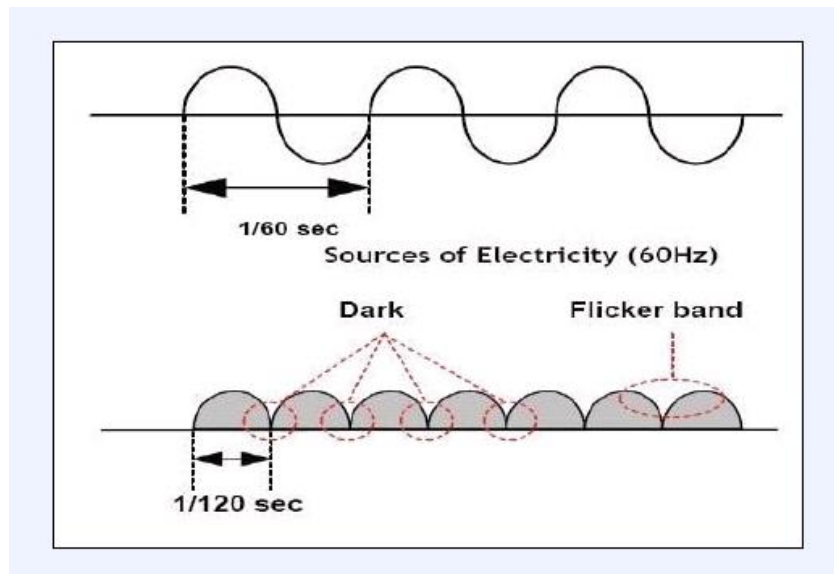 1/60 sec
Sources of Electricity (60Hz)
Dark
Flicker band
1/120 sec